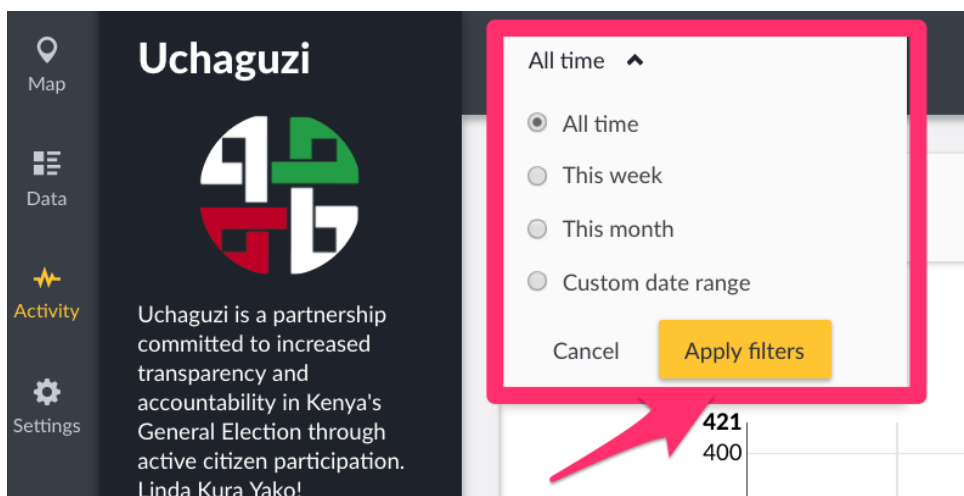 Map
Data
Activity
Settings
Uchaguzi
Uchaguzi is a partnership
committed to increased
transparency and
accountability in Kenya's
General Election through
active citizen participation.
Linda Kura Yako!
All time
All time
This week
This month
Custom date range
Cancel
Apply filters
421
400